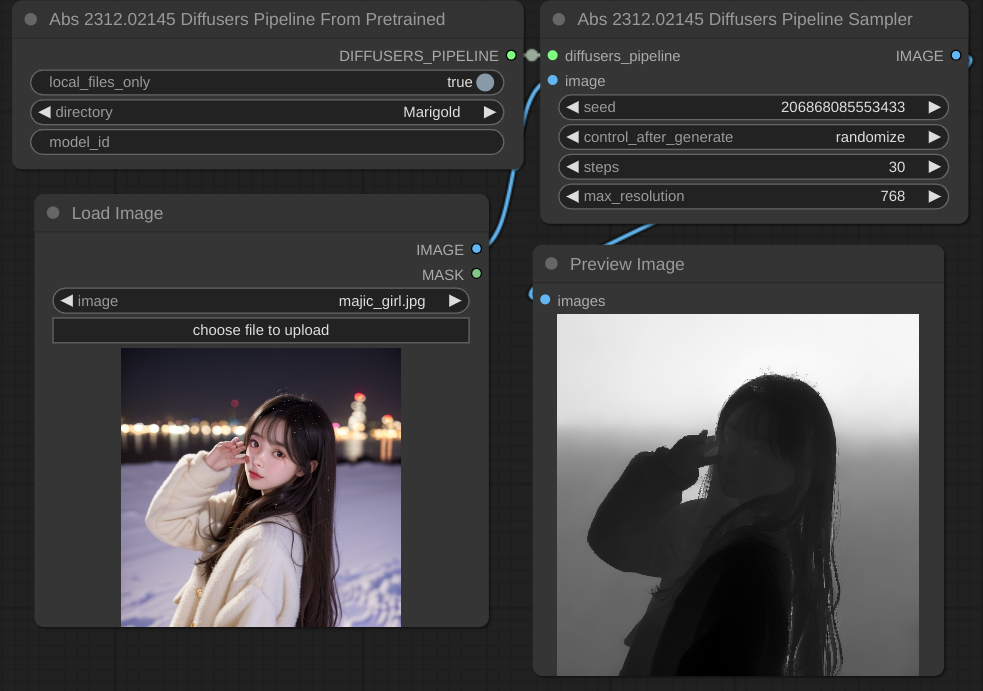 Abs 2312.02145 Diffusers Pipeline From Pretrained
DIFFUSERS_PIPELINE
local_files_only true
directory Marigold
model_id
Load Image
IMAGE
MASK
image majic_girl.jpg
choose file to upload
Abs 2312.02145 Diffusers Pipeline Sampler
diffusers_pipeline IMAGE
image
seed 206868085553433
control_after_generate randomize
steps 30
max_resolution 768
Preview Image
images